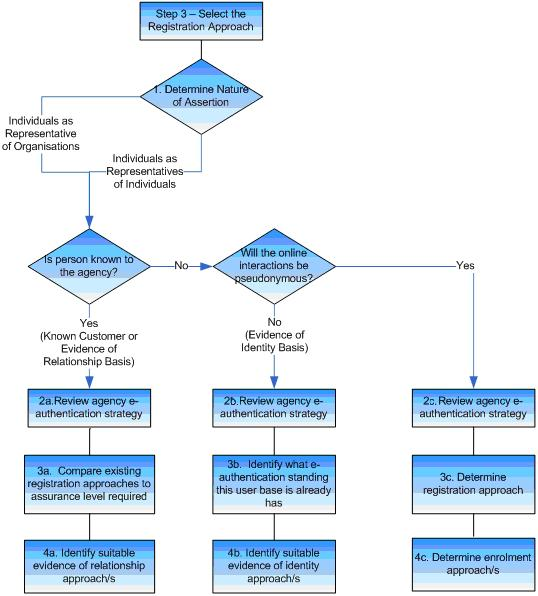 Step 3 – Select the
Registration Approach
1. Determine Nature
of Assertion
Individuals as
Representative
of Organisations
Individuals as
Representatives
of Individuals
Is person known to
the agency?
No
Will the online
interactions be
pseudonymous?
Yes
Yes
(Known Customer or
Evidence of
Relationship Basis)
No
(Evidence of
Identity Basis)
2a.Review agency e-
authentication strategy
2b.Review agency e-
authentication strategy
2c.Review agency e-
authentication strategy
3a. Compare existing
registration approaches to
assurance level required
3b. Identify what e-
authentication standing
this user base is already
has
3c. Determine
registration approach
4a. Identify suitable
evidence of relationship
approach/s
4b. Identify suitable
evidence of identity
approach/s
4c. Determine enrolment
approach/s